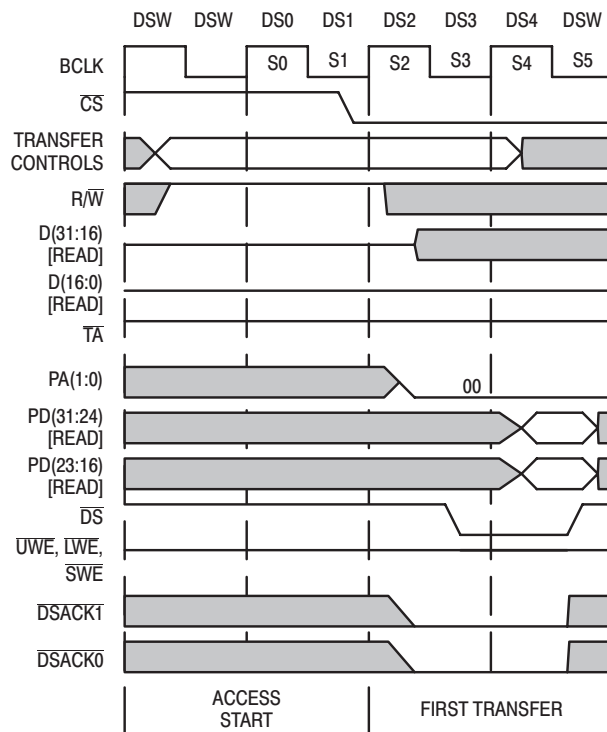 DSW DSW DS0 DS1 DS2 DS3 DS4 DSW
BCLK S0 S1 S2 S3 S4 S5
CS
TRANSFER
CONTROLS
R/W
D(31:16)
[READ]
D(16:0)
[READ]
TA
PA(1:0) 00
PD(31:24)
[READ]
PD(23:16)
[READ]
DS
UWE, LWE,
SWE
DSACK1
DSACK0
ACCESS
START
FIRST TRANSFER